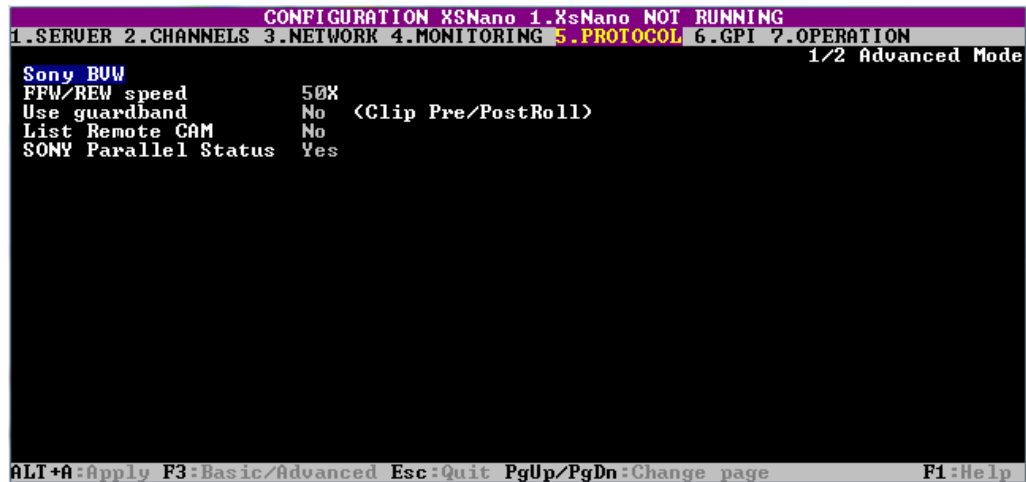 CONFIGURATION XSNano 1.XsNano NOT RUNNING
1.SERVER 2.CHANNELS 3.NETWORK 4.MONITORING 5.PROTOCOL 6.GPI 7.OPERATION
1/2 Advanced Mode
Sony BVW
FFW/REW speed 50X
Use guardband No (Clip Pre/PostRoll)
List Remote CAM No
SONY Parallel Status Yes
ALT+A:Apply F3:Basic/Advanced Esc:Quit PgUp/PgDn:Change page F1:Help